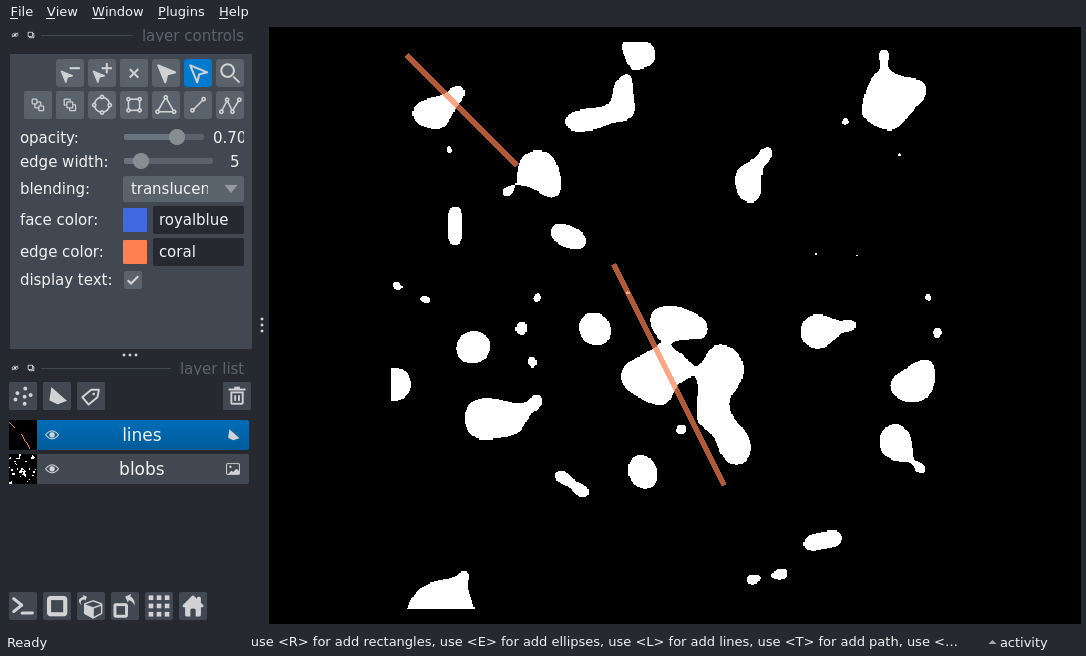 File View Window Plugins Help
layer controls
opacity: 0.70
edge width: 5
blending: translucen
face color: royalblue
edge color: coral
display text:
layer list
lines
blobs
Ready use <R> for add rectangles, use <E> for add ellipses, use <L> for add lines, use <T> for add path, use <... activity